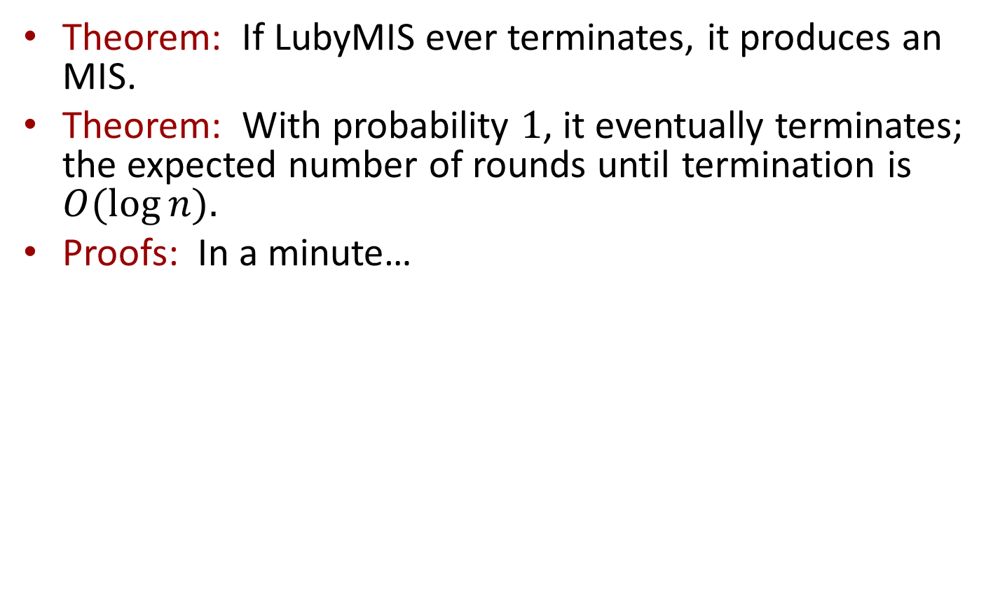 • Theorem: If LubyMIS ever terminates, it produces an
MIS.
• Theorem: With probability 1, it eventually terminates;
the expected number of rounds until termination is
O(log n).
• Proofs: In a minute…